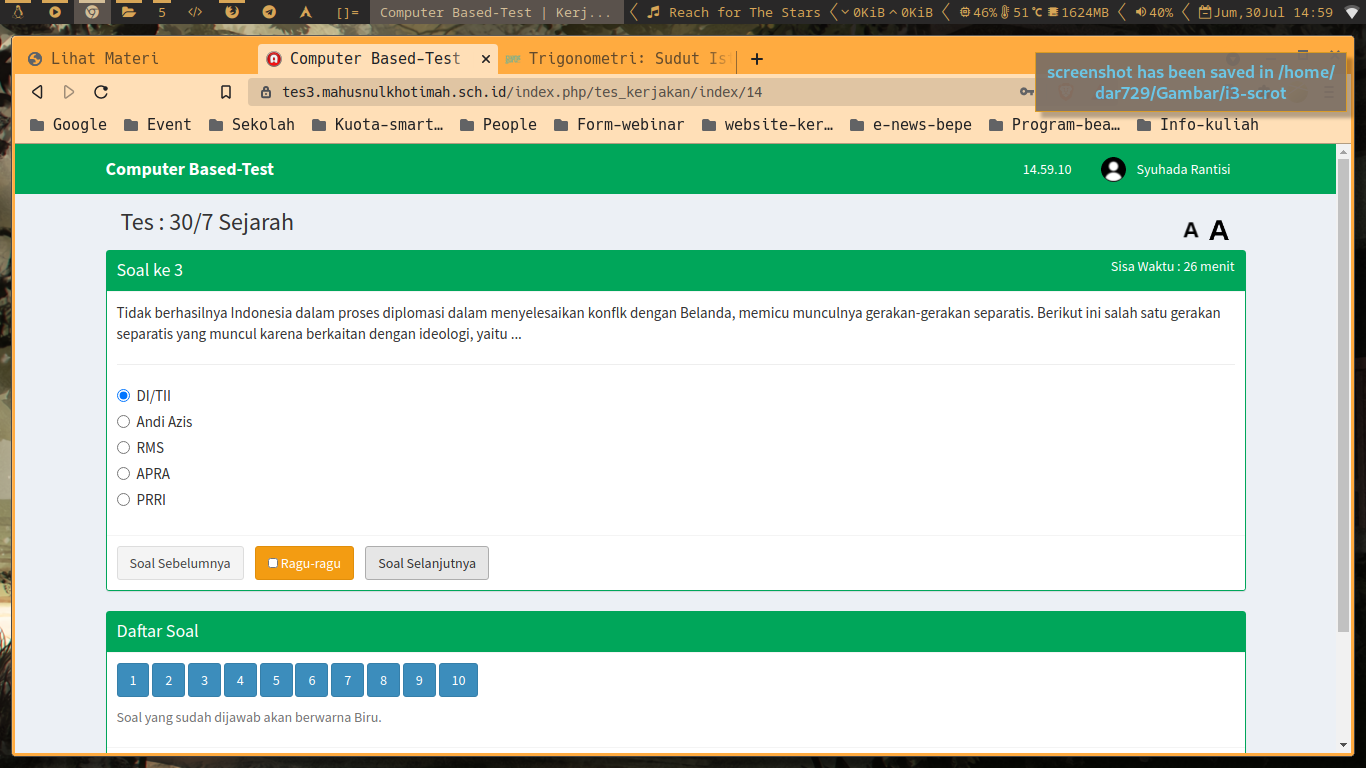 5 </> []= Computer Based-Test | Kerj... Reach for The Stars 0KiB 0KiB 46% 51℃ 1624MB 40% Jum,30Jul 14:59
Lihat Materi Computer Based-Test Trigonometri: Sudut Is
screenshot has been saved in /home/
dar729/Gambar/i3-scrot
tes3.mahusnulkhotimah.sch.id/index.php/tes_kerjakan/index/14
Google Event Sekolah Kuota-smart... People Form-webinar website-ker... e-news-bepe Program-bea... Info-kuliah
Computer Based-Test 14.59.10 Syuhada Rantisi
Tes : 30/7 Sejarah A A
Soal ke 3 Sisa Waktu : 26 menit
Tidak berhasilnya Indonesia dalam proses diplomasi dalam menyelesaikan konflk dengan Belanda, memicu munculnya gerakan-gerakan separatis. Berikut ini salah satu gerakan
separatis yang muncul karena berkaitan dengan ideologi, yaitu ...
DI/TII
Andi Azis
RMS
APRA
PRRI
Soal Sebelumnya Ragu-ragu Soal Selanjutnya
Daftar Soal
1 2 3 4 5 6 7 8 9 10
Soal yang sudah dijawab akan berwarna Biru.